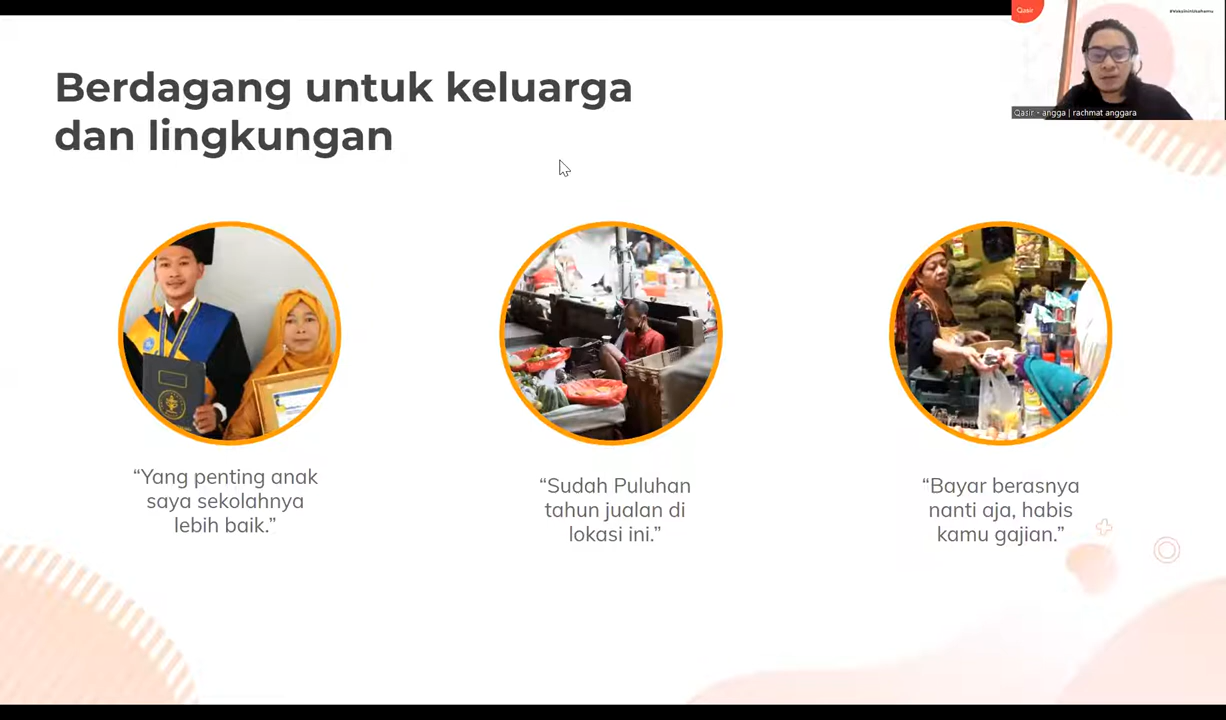 Qasir
#MelesatkanUsahamu
Berdagang untuk keluarga
dan lingkungan
Qasir - angga | rachmat anggara
“Yang penting anak
saya sekolahnya
lebih baik.”
“Sudah Puluhan
tahun jualan di
lokasi ini.”
“Bayar berasnya
nanti aja, habis
kamu gajian.”